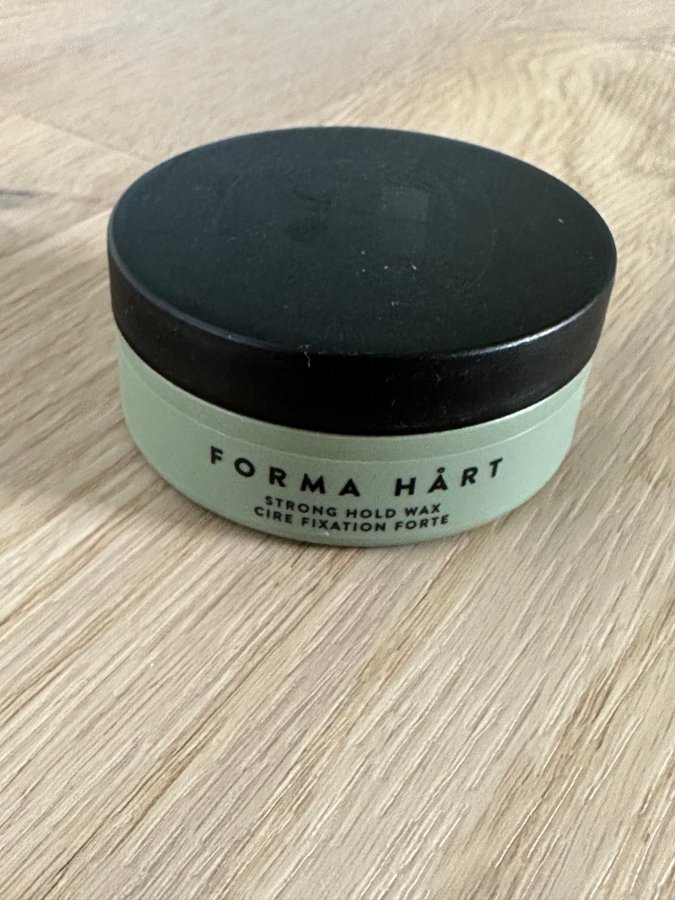 FORMA HÅRT
STRONG HOLD WAX
CIRE FIXATION FORTE